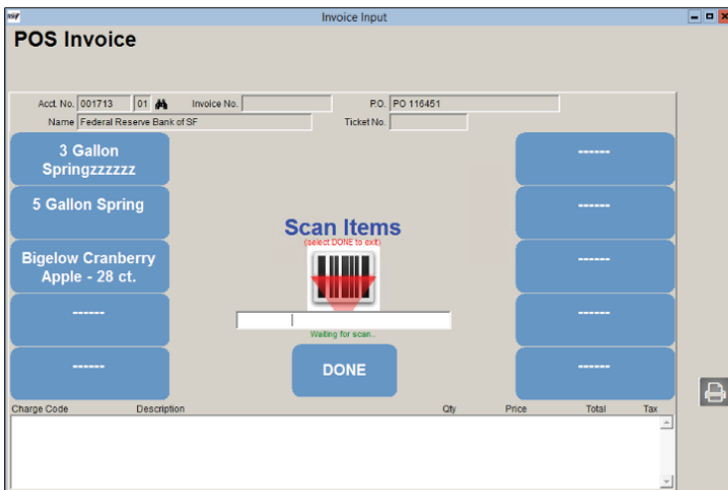 Invoice Input
POS Invoice
Acct. No. 001713 01 Invoice No. P.O. PO 116451
Name Federal Reserve Bank of SF Ticket No.
3 Gallon
Springzzzzzz
------
5 Gallon Spring
------
Scan Items
(select DONE to exit)
Bigelow Cranberry
Apple - 28 ct.
------
------
------
Waiting for scan..
------
DONE
------
Charge Code Description Qty Price Total Tax